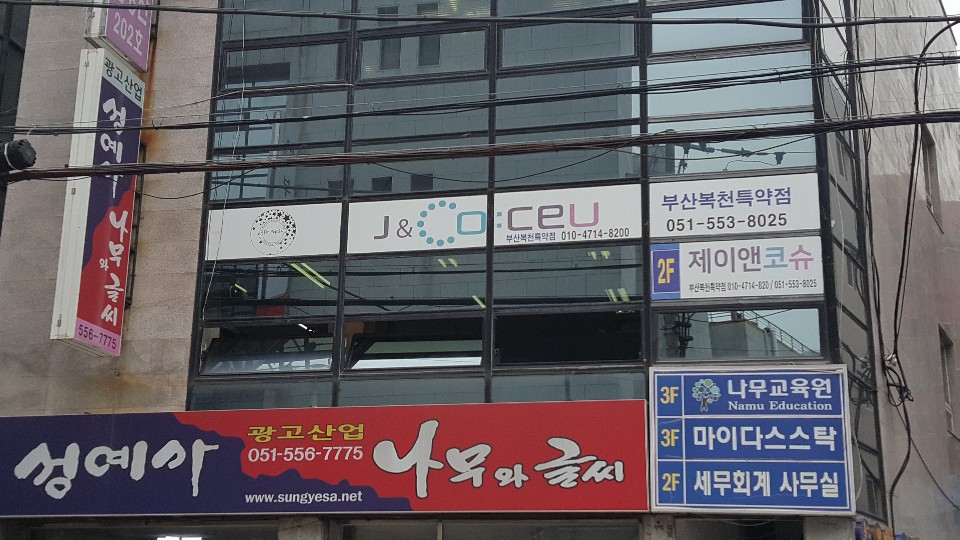 202호
광고산업
성예사
나무와글씨
556-7775
J&Co:ceu
부산복천특약점 010-4714-8200
부산복천특약점
051-553-8025
2F 제이앤코슈
부산복천특약점 010-4714-820 / 051-553-8025
3F 나무교육원
Namu Education
3F 마이다스스탁
2F 세무회계 사무실
성예사
광고산업
051-556-7775
www.sungyesa.net
나무와글씨